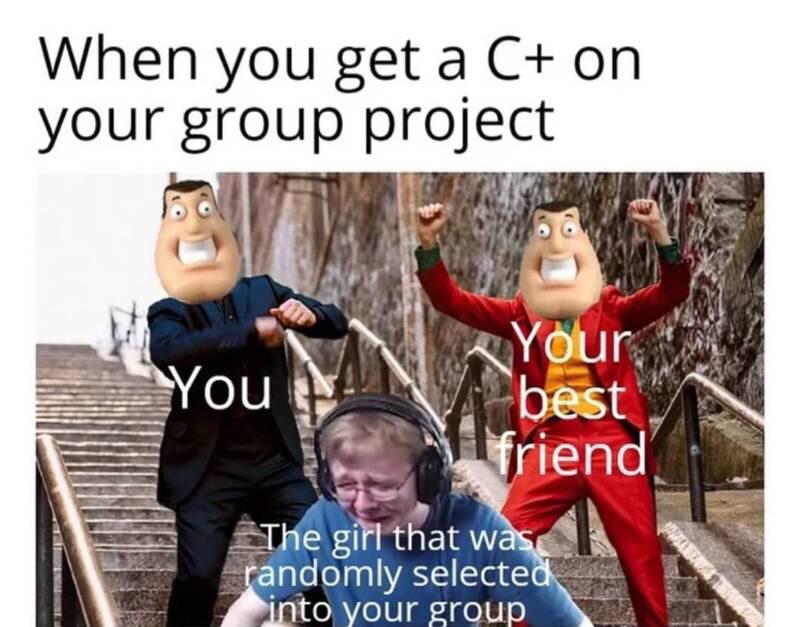 When you get a C+ on
your group project
You
Your
best
friend
The girl that was
randomly selected
into your group